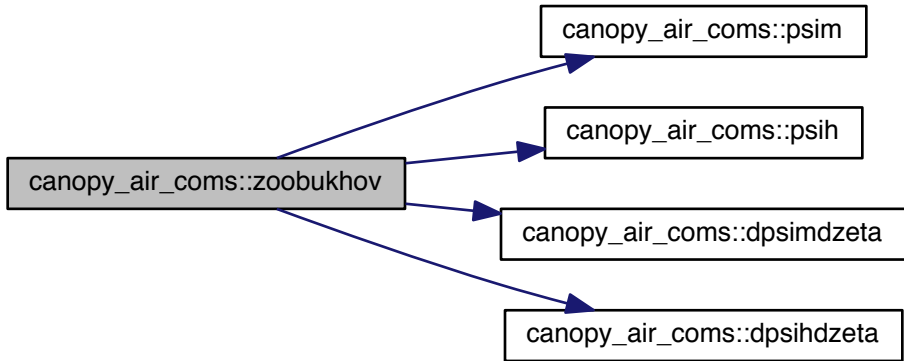 canopy_air_coms::psim
canopy_air_coms::psih
canopy_air_coms::zoobukhov
canopy_air_coms::dpsimdzeta
canopy_air_coms::dpsihdzeta